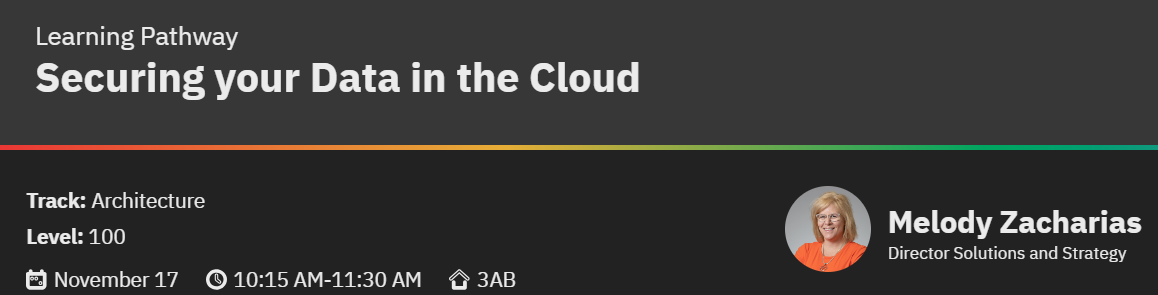 Learning Pathway
Securing your Data in the Cloud
Track: Architecture
Level: 100
November 17 10:15 AM-11:30 AM 3AB
Melody Zacharias
Director Solutions and Strategy